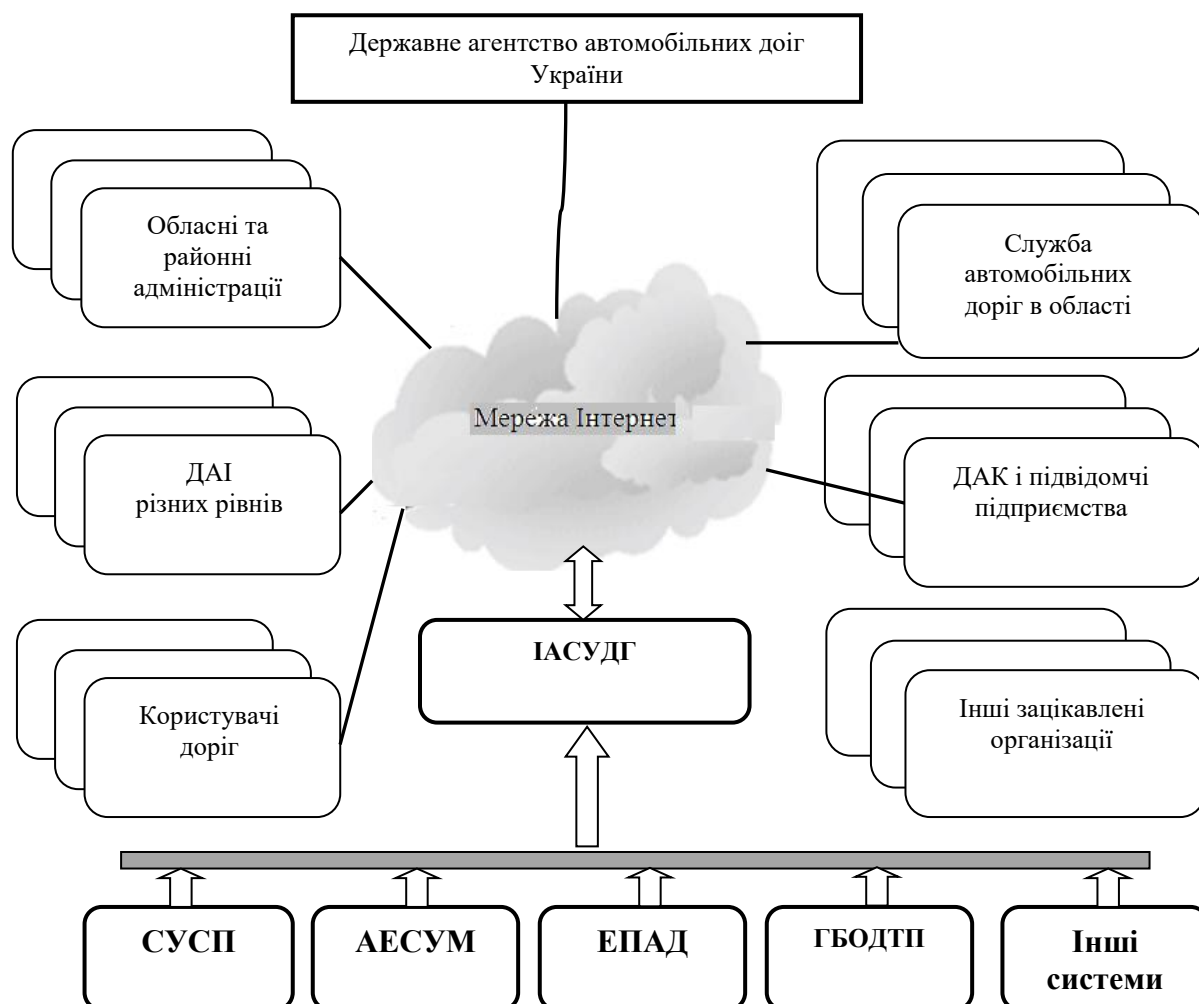 Державне агентство автомобільних доіг
України
Обласні та
районні
адміністрації
Служба
автомобільних
доріг в області
Мережа Інтернет
ДАІ
різних рівнів
ДАК і підвідомчі
підприємства
ІАСУДГ
Користувачі
доріг
Інші зацікавлені
організації
СУСП
АЕСУМ
ЕПАД
ГБОДТП
Інші
системи